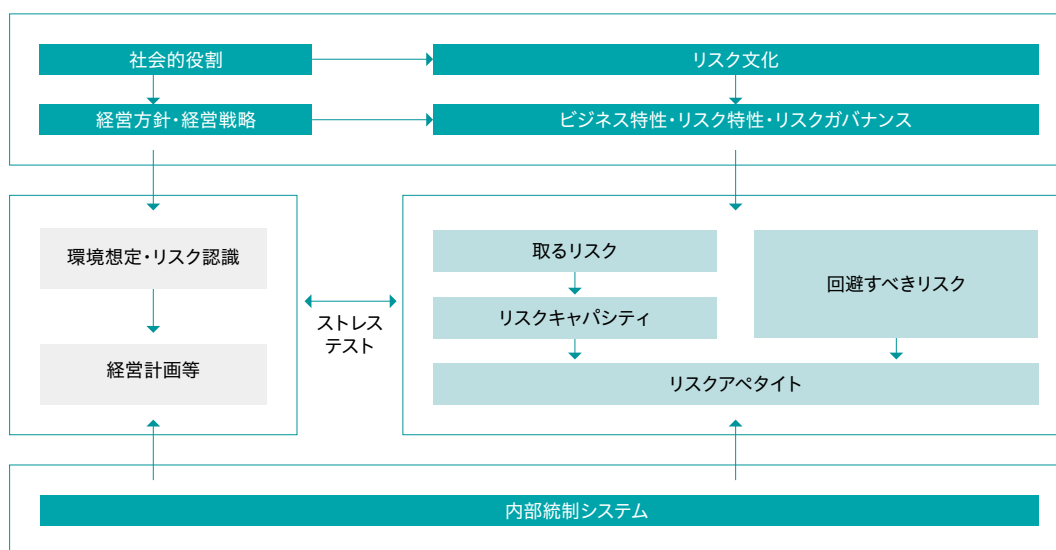 社会的役割
リスク文化
経営方針・経営戦略
ビジネス特性・リスク特性・リスクガバナンス
環境想定・リスク認識
経営計画等
ストレス
テスト
取るリスク
リスクキャパシティ
回避すべきリスク
リスクアペタイト
内部統制システム